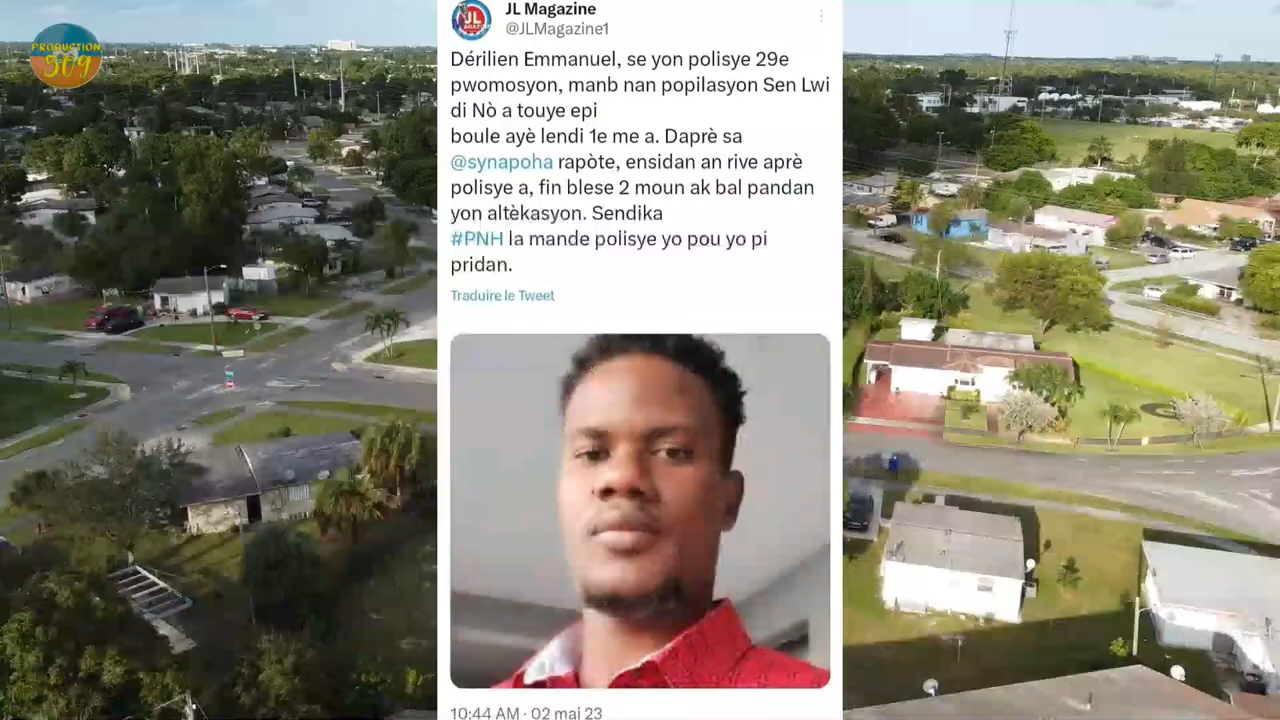 PRODUCTION
509
JL
MAGAZINE
JL Magazine
@JLMagazine1
Dérilien Emmanuel, se yon polisye 29e
pwomosyon, manb nan popilasyon Sen Lwi
di Nò a touye epi
boule ayè lendi 1e me a. Daprè sa
@synapoha rapòte, ensidan an rive aprè
polisye a, fin blese 2 moun ak bal pandan
yon altèkasyon. Sendika
#PNH la mande polisye yo pou yo pi
pridan.
Traduire le Tweet
10:44 AM · 02 mai 23